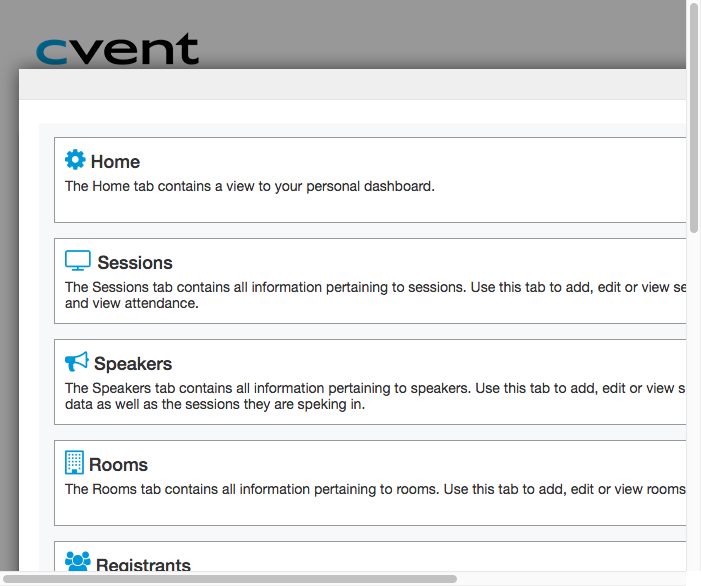 cvent
Home
The Home tab contains a view to your personal dashboard.
Sessions
The Sessions tab contains all information pertaining to sessions. Use this tab to add, edit or view se
and view attendance.
Speakers
The Speakers tab contains all information pertaining to speakers. Use this tab to add, edit or view s
data as well as the sessions they are speking in.
Rooms
The Rooms tab contains all information pertaining to rooms. Use this tab to add, edit or view rooms
Registrants